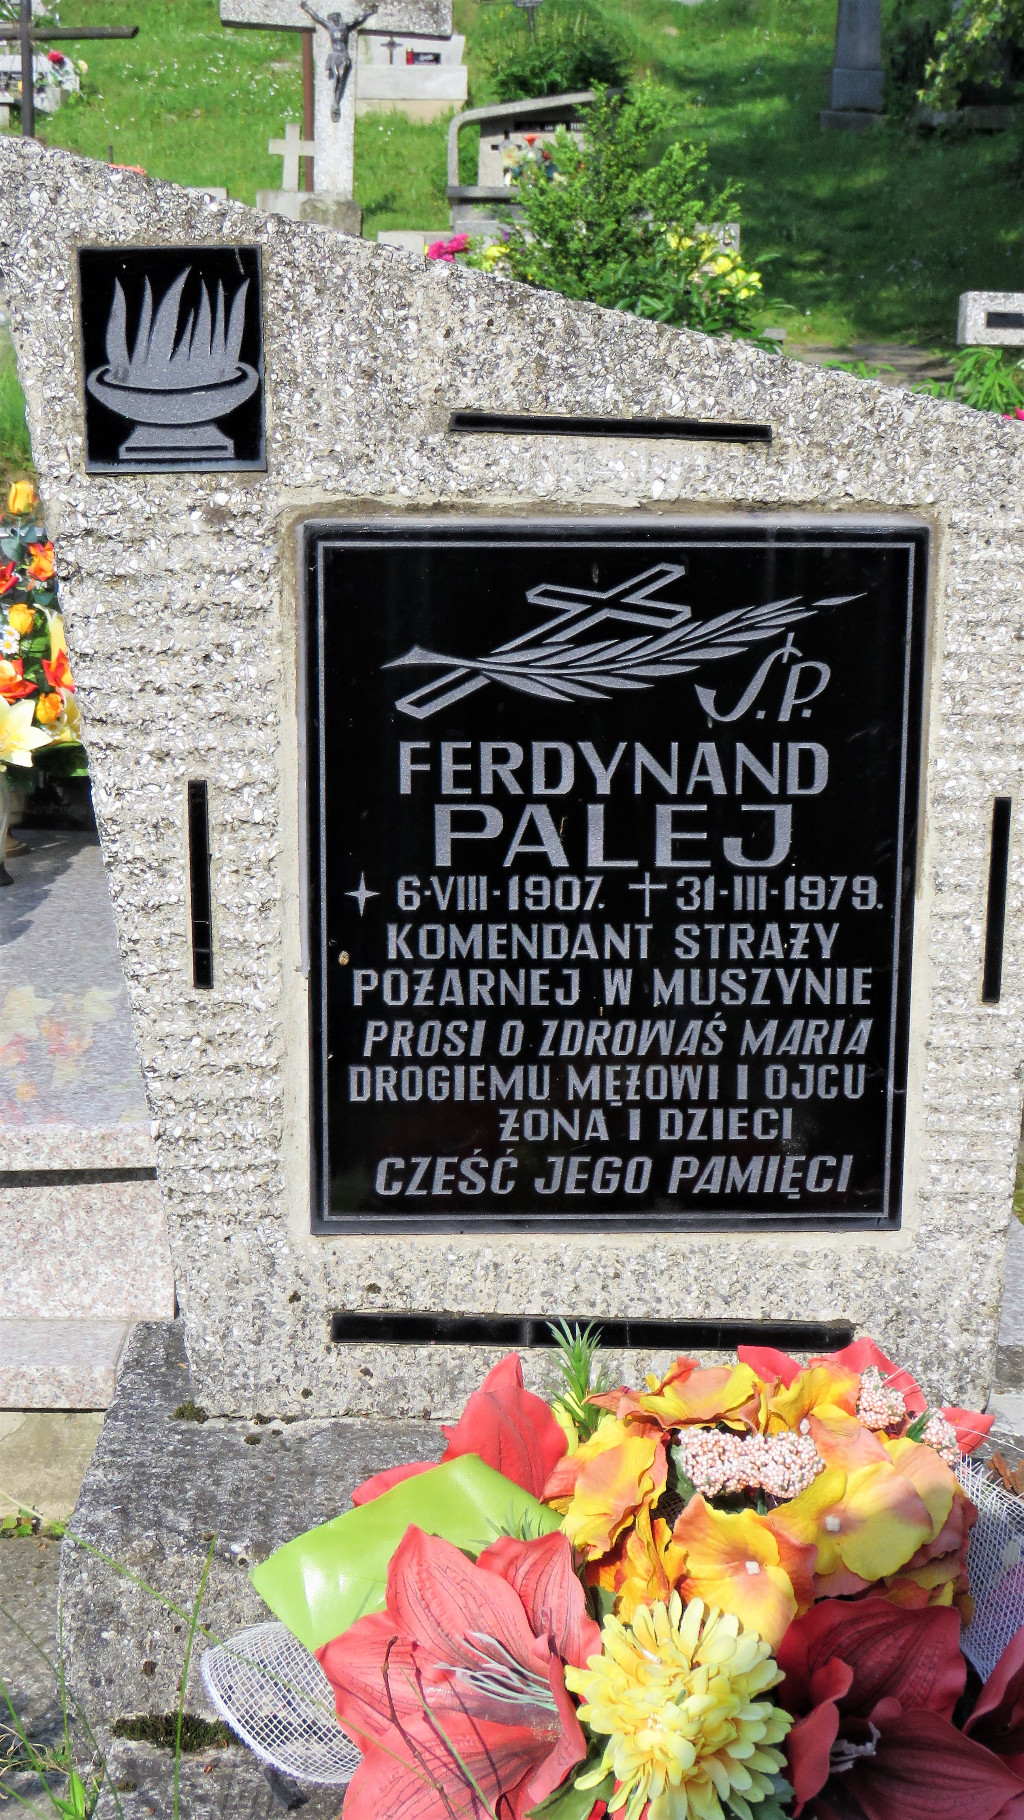 Ś.P.
FERDYNAND
PALEJ
6-VIII-1907. 31-III-1979.
KOMENDANT STRAŻY
POŻARNEJ W MUSZYNIE
PROSI O ZDROWAŚ MARIA
DROGIEMU MĘŻOWI I OJCU
ŻONA I DZIECI
CZEŚĆ JEGO PAMIĘCI